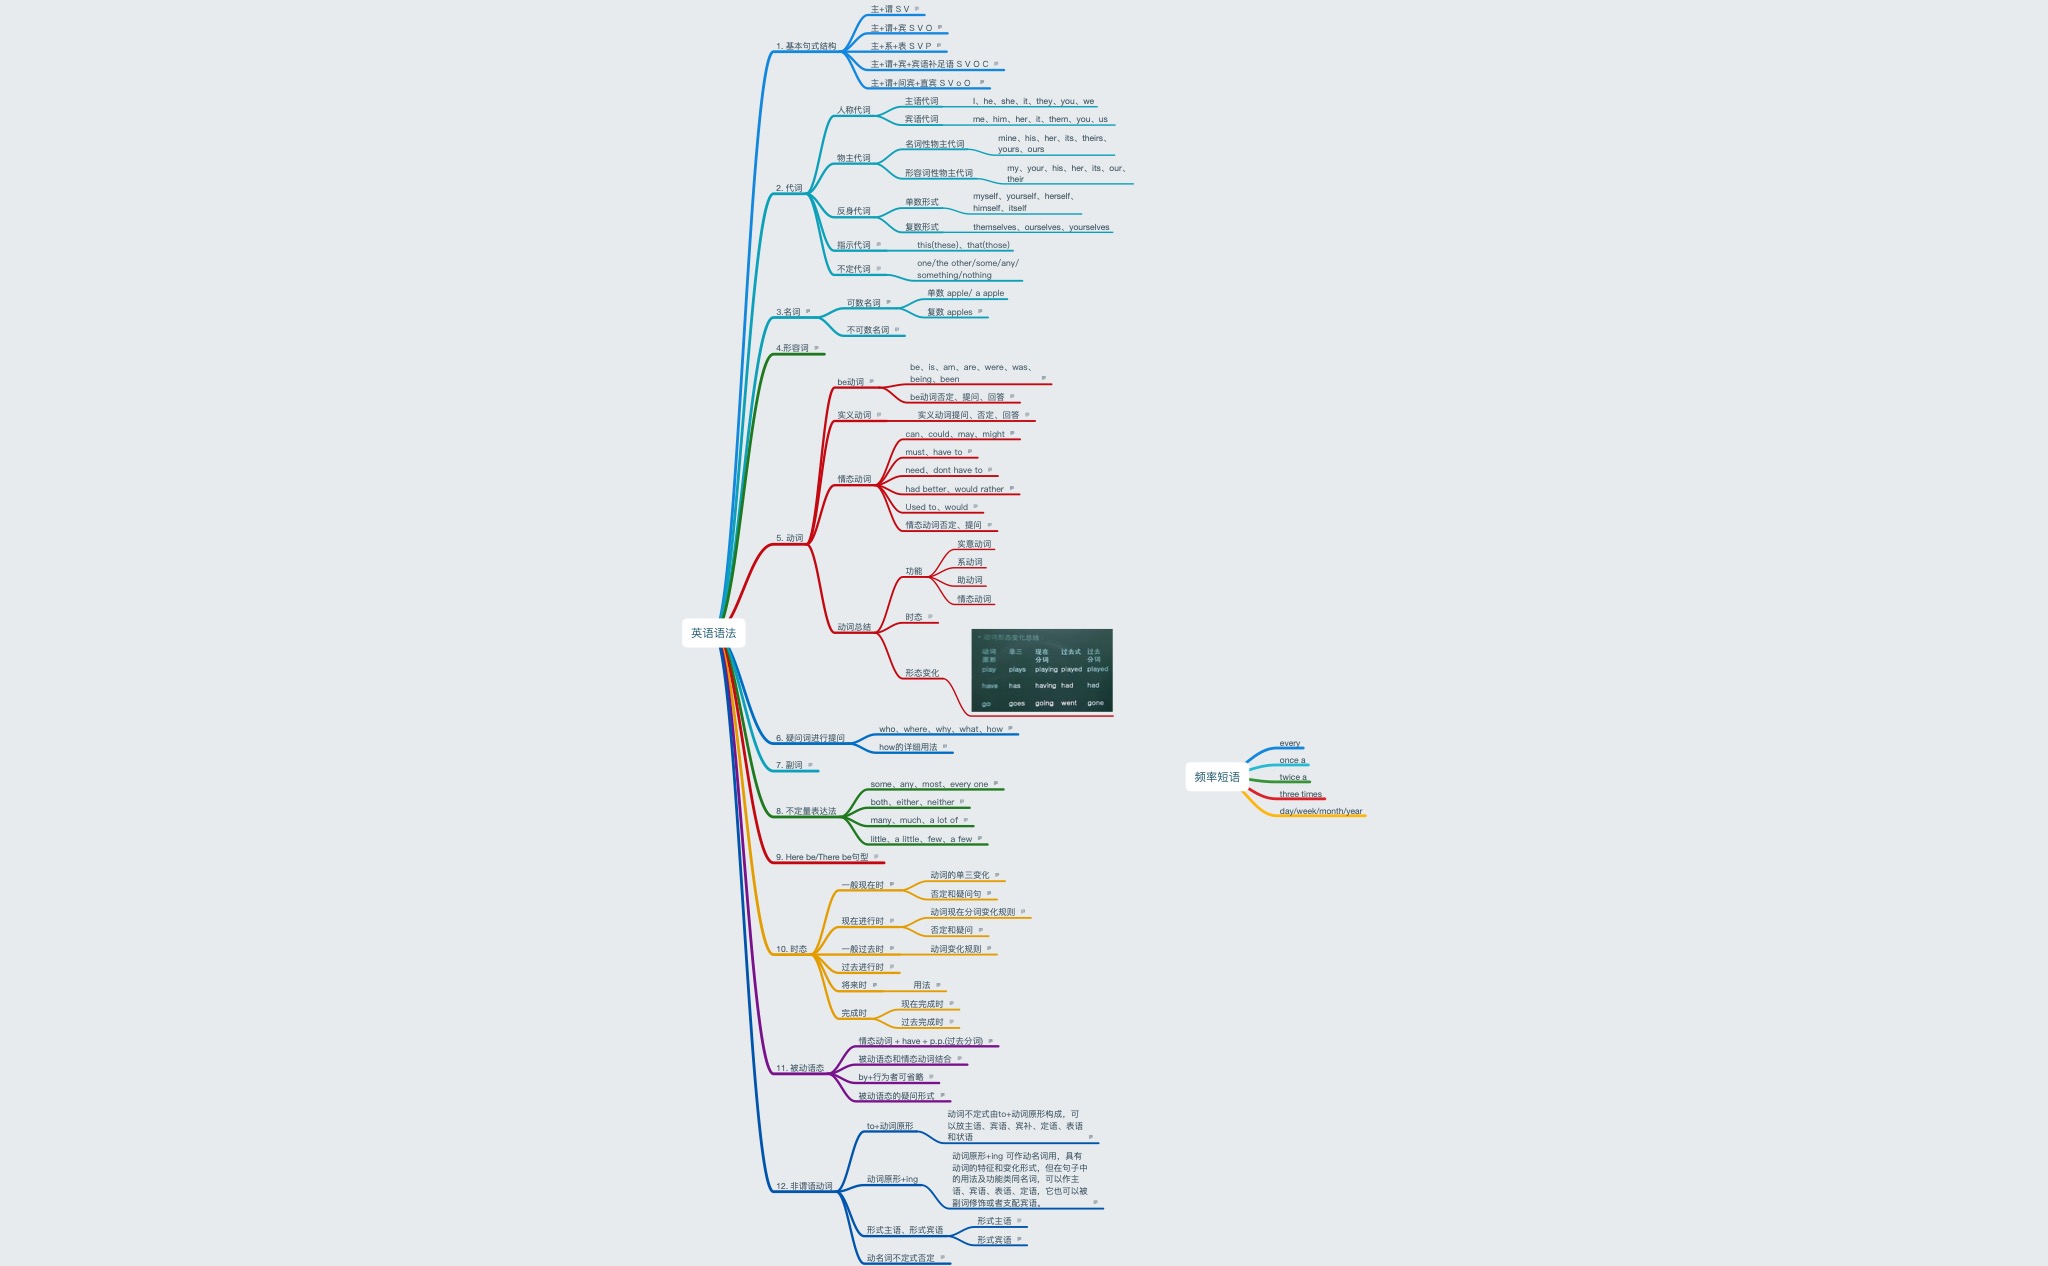 英语语法
1. 基本句式结构
主+谓 S V
主+谓+宾 S V O
主+系+表 S V P
主+谓+宾+宾语补足语 S V O C
主+谓+间宾+直宾 S V o O
2. 代词
人称代词
主语代词
I、he、she、it、they、you、we
宾语代词
me、him、her、it、them、you、us
物主代词
名词性物主代词
mine、his、her、its、theirs、
yours、ours
形容词性物主代词
my、your、his、her、its、our、
their
反身代词
单数形式
myself、yourself、herself、
himself、itself
复数形式
themselves、ourselves、yourselves
指示代词
this(these)、that(those)
不定代词
one/the other/some/any/
something/nothing
3.名词
可数名词
单数 apple/ a apple
复数 apples
不可数名词
4.形容词
5. 动词
be动词
be、is、am、are、were、was、
being、been
be动词否定、提问、回答
实义动词
实义动词提问、否定、回答
情态动词
can、could、may、might
must、have to
need、dont have to
had better、would rather
Used to、would
情态动词否定、提问
动词总结
功能
实意动词
系动词
助动词
情态动词
时态
形态变化
• 动词形态变化总结
动词 单三 现在 过去式 过去
原形 分词 分词
play plays playing played played
have has having had had
go goes going went gone
6. 疑问词进行提问
who、where、why、what、how
how的详细用法
7. 副词
8. 不定量表达法
some、any、most、every one
both、either、neither
many、much、a lot of
little、a little、few、a few
9. Here be/There be句型
10. 时态
一般现在时
动词的单三变化
否定和疑问句
现在进行时
动词现在分词变化规则
否定和疑问
一般过去时
动词变化规则
过去进行时
将来时
用法
完成时
现在完成时
过去完成时
11. 被动语态
情态动词 + have + p.p.(过去分词)
被动语态和情态动词结合
by+行为者可省略
被动语态的疑问形式
12. 非谓语动词
to+动词原形
动词不定式由to+动词原形构成，可
以放主语、宾语、宾补、定语、表语
和状语
动词原形+ing
动词原形+ing 可作动名词用，具有
动词的特征和变化形式，但在句子中
的用法及功能类同名词，可以作主
语、宾语、表语、定语，它也可以被
副词修饰或者支配宾语。
形式主语、形式宾语
形式主语
形式宾语
动名词不定式否定
频率短语
every
once a
twice a
three times
day/week/month/year